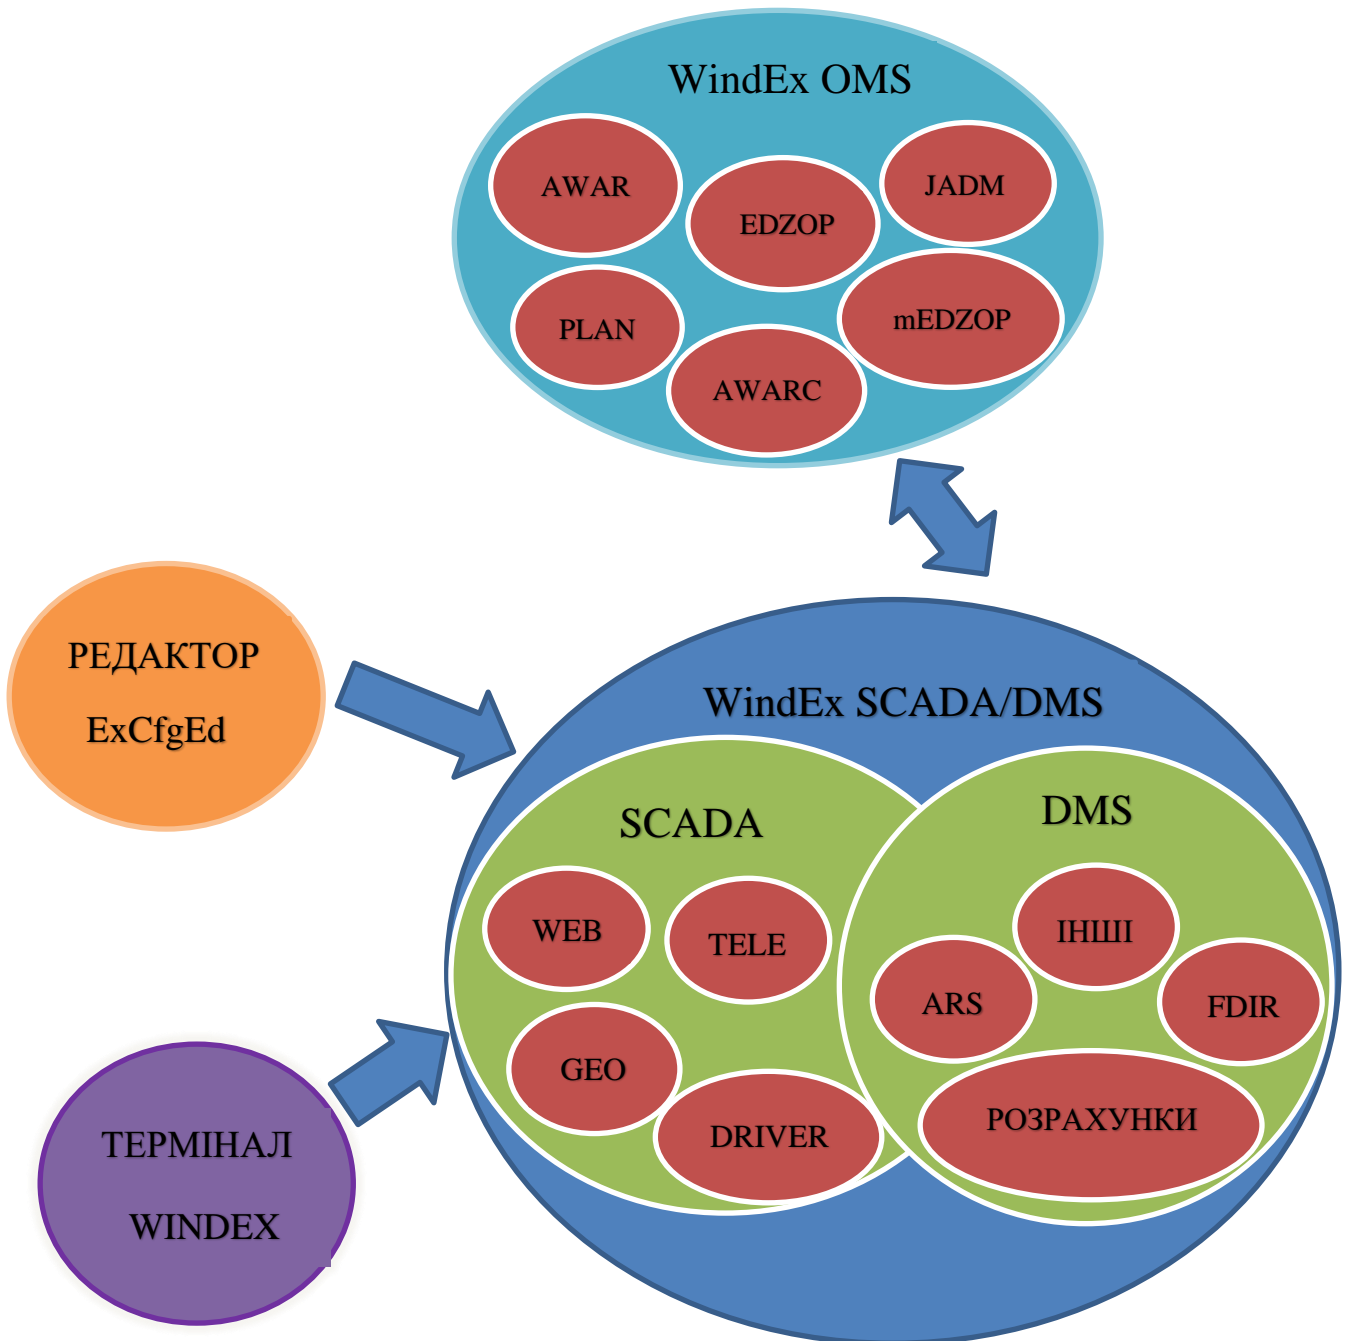 WindEx OMS
AWAR
EDZOP
JADM
PLAN
AWARC
mEDZOP
РЕДАКТОР
ExCfgEd
WindEx SCADA/DMS
SCADA
WEB
TELE
GEO
DRIVER
DMS
ІНШІ
ARS
FDIR
РОЗРАХУНКИ
ТЕРМІНАЛ
WINDEX